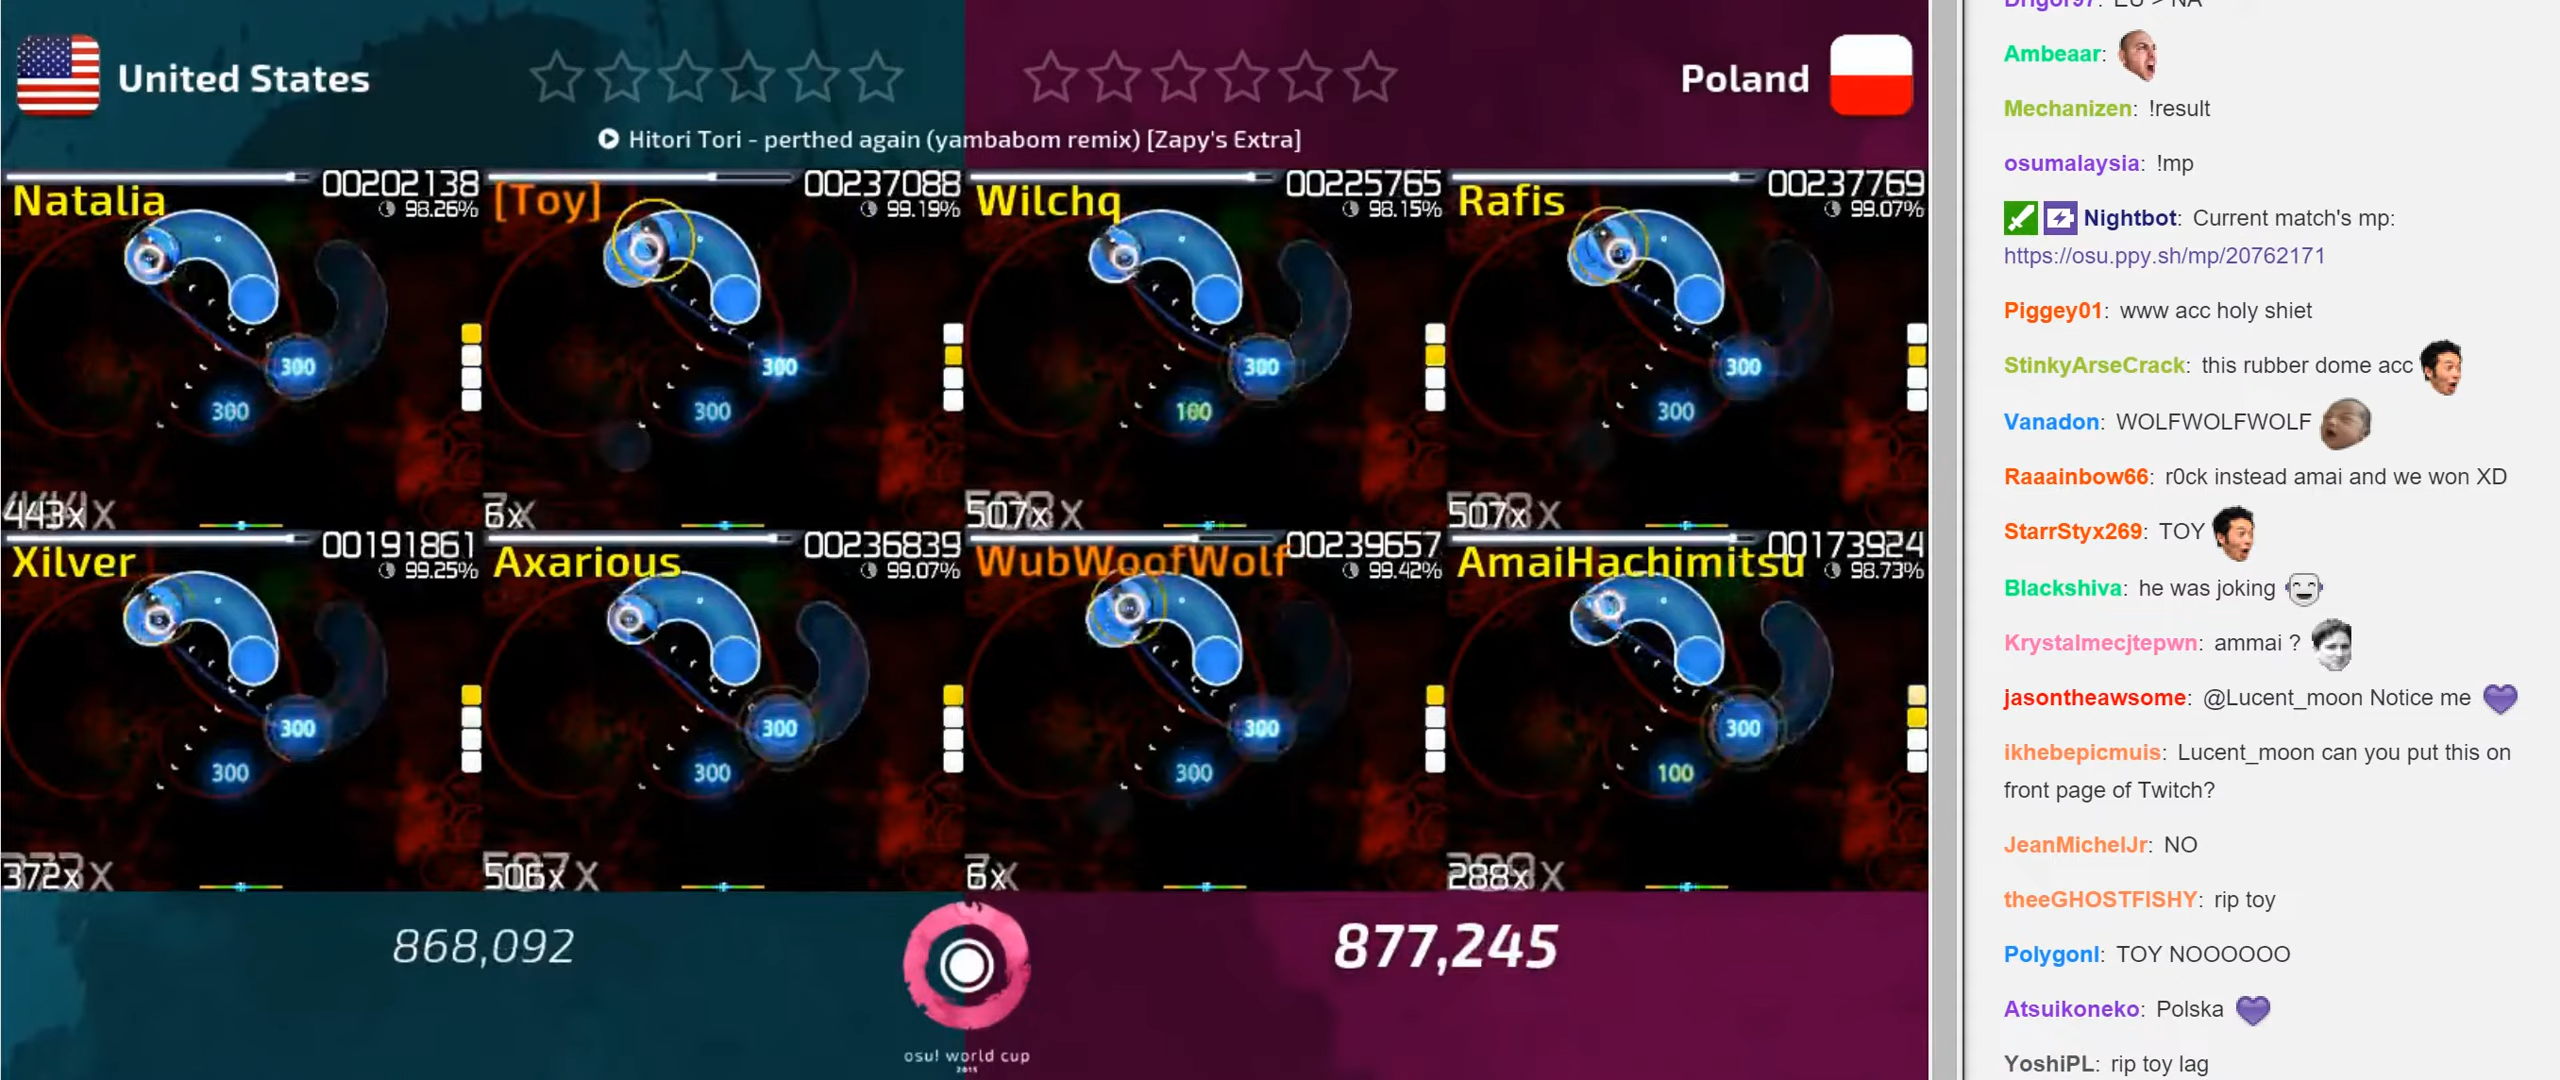 United States
Poland
Hitori Tori - perthed again (yambabom remix) [Zapy's Extra]
Natalia
00202138
98.26%
300
300
443x
[Toy]
00237088
99.19%
300
300
6x
Wilchq
00225765
98.15%
300
100
507x
Rafis
00237769
99.07%
300
300
507x
Xilver
00191861
99.25%
300
300
372x
Axarious
00236839
99.07%
300
300
506x
WubWoofWolf
00239657
99.42%
300
300
6x
AmaiHachimitsu
00173924
98.73%
300
100
288x
868,092
877,245
osu! world cup
2015
Drigor97: EU > NA
Ambeaar:
Mechanizen: !result
osumalaysia: !mp
Nightbot: Current match's mp:
https://osu.ppy.sh/mp/20762171
Piggey01: www acc holy shiet
StinkyArseCrack: this rubber dome acc
Vanadon: WOLFWOLFWOLF
Raaainbow66: r0ck instead amai and we won XD
StarrStyx269: TOY
Blackshiva: he was joking
Krystalmecjtepwn: ammai ?
jasontheawsome: @Lucent_moon Notice me
ikhebepicmuis: Lucent_moon can you put this on
front page of Twitch?
JeanMichelJr: NO
theeGHOSTFISHY: rip toy
Polygonl: TOY NOOOOOO
Atsuikoneko: Polska
YoshiPL: rip toy lag